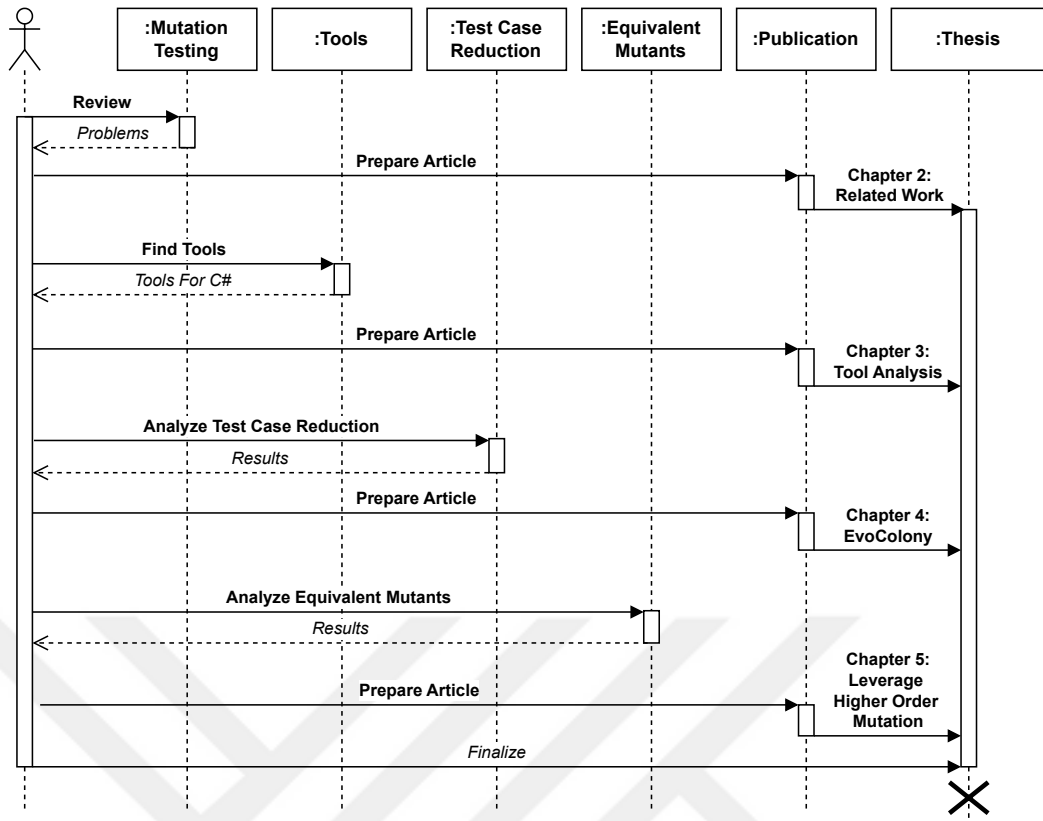 :Mutation
Testing
:Tools
:Test Case
Reduction
:Equivalent
Mutants
:Publication
:Thesis
Review
Problems
Prepare Article
Chapter 2:
Related Work
Find Tools
Tools For C#
Prepare Article
Chapter 3:
Tool Analysis
Analyze Test Case Reduction
Results
Prepare Article
Chapter 4:
EvoColony
Analyze Equivalent Mutants
Results
Prepare Article
Chapter 5:
Leverage
Higher Order
Mutation
Finalize